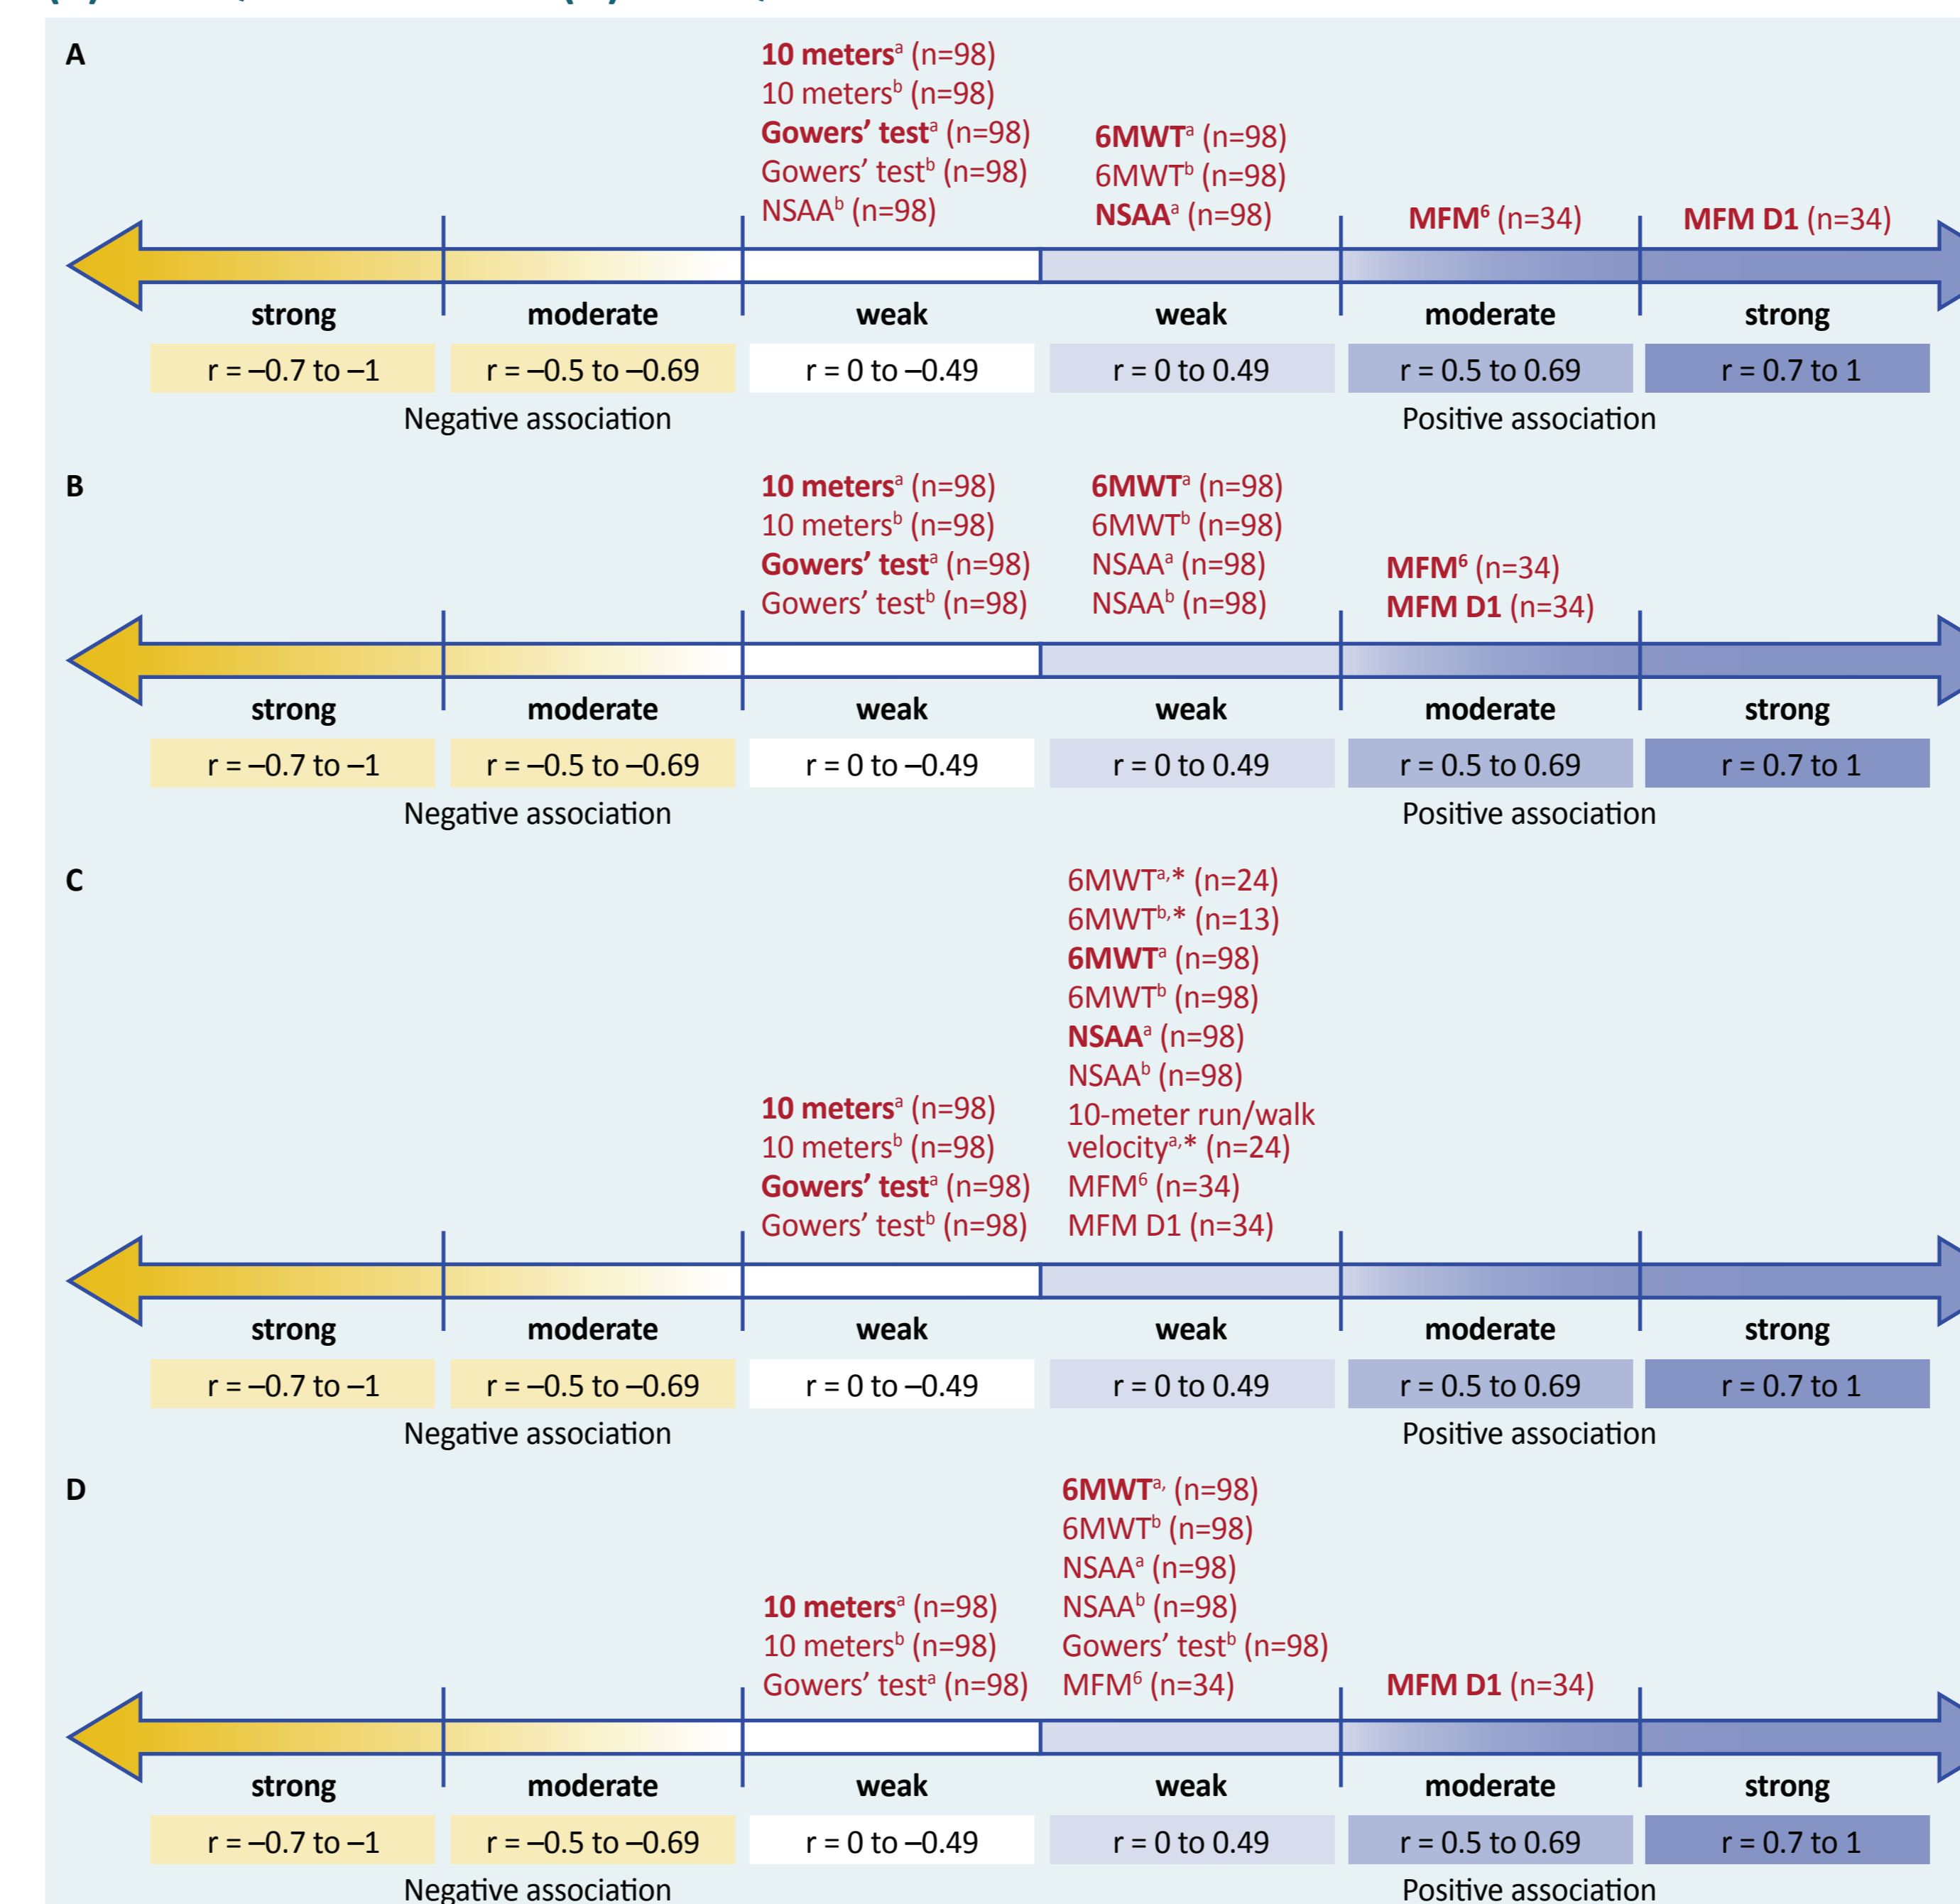 A
10 metersᵃ (n=98)
10 metersᵇ (n=98)
Gowers’ testᵃ (n=98)
Gowers’ testᵇ (n=98)
NSAAᵇ (n=98)
6MWTᵃ (n=98)
6MWTᵇ (n=98)
NSAAᵃ (n=98)
MFM⁶ (n=34)
MFM D1 (n=34)
strong moderate weak weak moderate strong
r = –0.7 to –1 r = –0.5 to –0.69 r = 0 to –0.49 r = 0 to 0.49 r = 0.5 to 0.69 r = 0.7 to 1
Negative association Positive association
B
10 metersᵃ (n=98)
10 metersᵇ (n=98)
Gowers’ testᵃ (n=98)
Gowers’ testᵇ (n=98)
6MWTᵃ (n=98)
6MWTᵇ (n=98)
NSAAᵃ (n=98)
NSAAᵇ (n=98)
MFM⁶ (n=34)
MFM D1 (n=34)
strong moderate weak weak moderate strong
r = –0.7 to –1 r = –0.5 to –0.69 r = 0 to –0.49 r = 0 to 0.49 r = 0.5 to 0.69 r = 0.7 to 1
Negative association Positive association
C
10 metersᵃ (n=98)
10 metersᵇ (n=98)
Gowers’ testᵃ (n=98)
Gowers’ testᵇ (n=98)
6MWTᵃ,* (n=24)
6MWTᵇ,* (n=13)
6MWTᵃ (n=98)
6MWTᵇ (n=98)
NSAAᵃ (n=98)
NSAAᵇ (n=98)
10-meter run/walk
velocityᵃ,* (n=24)
MFM⁶ (n=34)
MFM D1 (n=34)
strong moderate weak weak moderate strong
r = –0.7 to –1 r = –0.5 to –0.69 r = 0 to –0.49 r = 0 to 0.49 r = 0.5 to 0.69 r = 0.7 to 1
Negative association Positive association
D
10 metersᵃ (n=98)
10 metersᵇ (n=98)
Gowers’ testᵃ (n=98)
6MWTᵃ, (n=98)
6MWTᵇ (n=98)
NSAAᵃ (n=98)
NSAAᵇ (n=98)
Gowers’ testᵇ (n=98)
MFM⁶ (n=34)
MFM D1 (n=34)
strong moderate weak weak moderate strong
r = –0.7 to –1 r = –0.5 to –0.69 r = 0 to –0.49 r = 0 to 0.49 r = 0.5 to 0.69 r = 0.7 to 1
Negative association Positive association